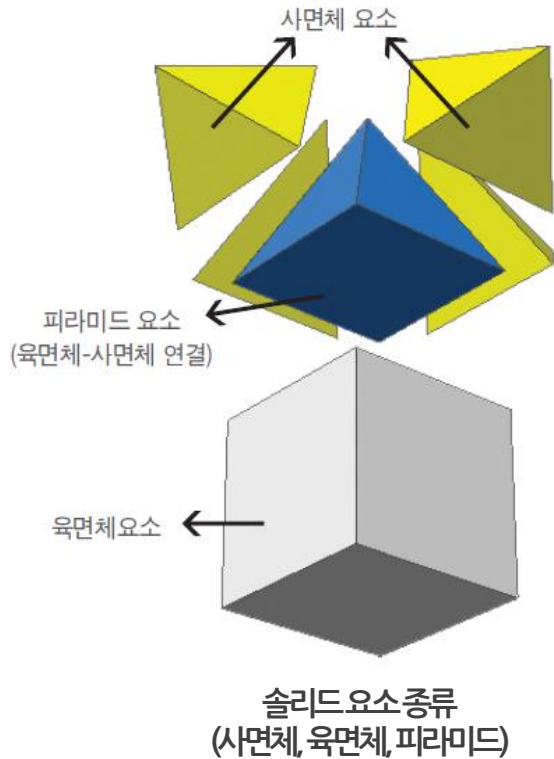 사면체 요소
피라미드 요소
(육면체-사면체 연결)
육면체요소
솔리드 요소 종류
(사면체, 육면체, 피라미드)